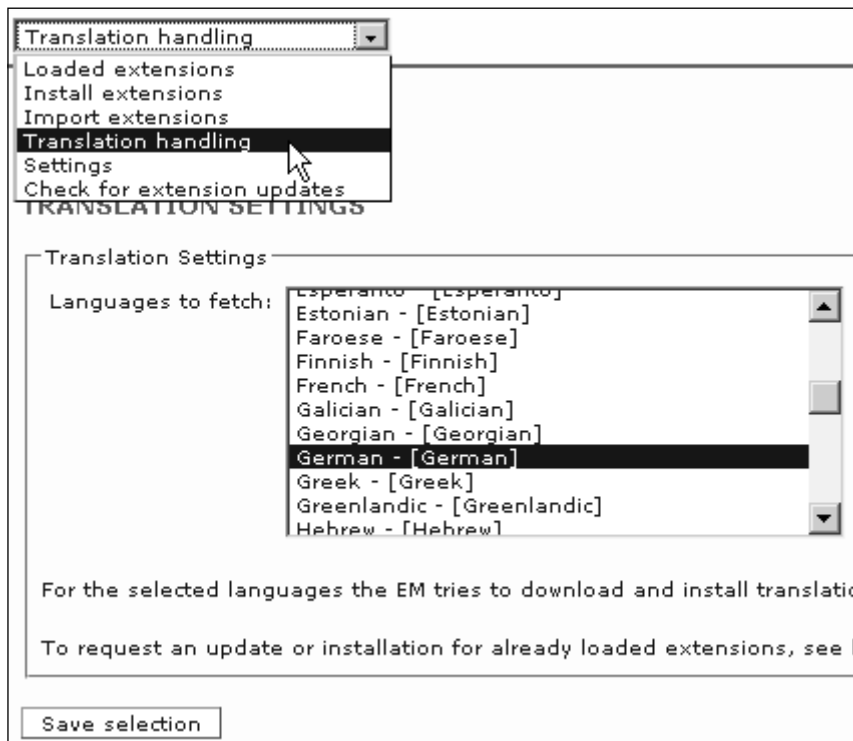 Translation handling
Loaded extensions
Install extensions
Import extensions
Translation handling
Settings
Check for extension updates
TRANSLATION SETTINGS
Translation Settings
Languages to fetch:
Esperanto - [Esperanto]
Estonian - [Estonian]
Faroese - [Faroese]
Finnish - [Finnish]
French - [French]
Galician - [Galician]
Georgian - [Georgian]
German - [German]
Greek - [Greek]
Greenlandic - [Greenlandic]
Hebrew - [Hebrew]
For the selected languages the EM tries to download and install
To request an update or installation for already loaded extensions, see
Save selection